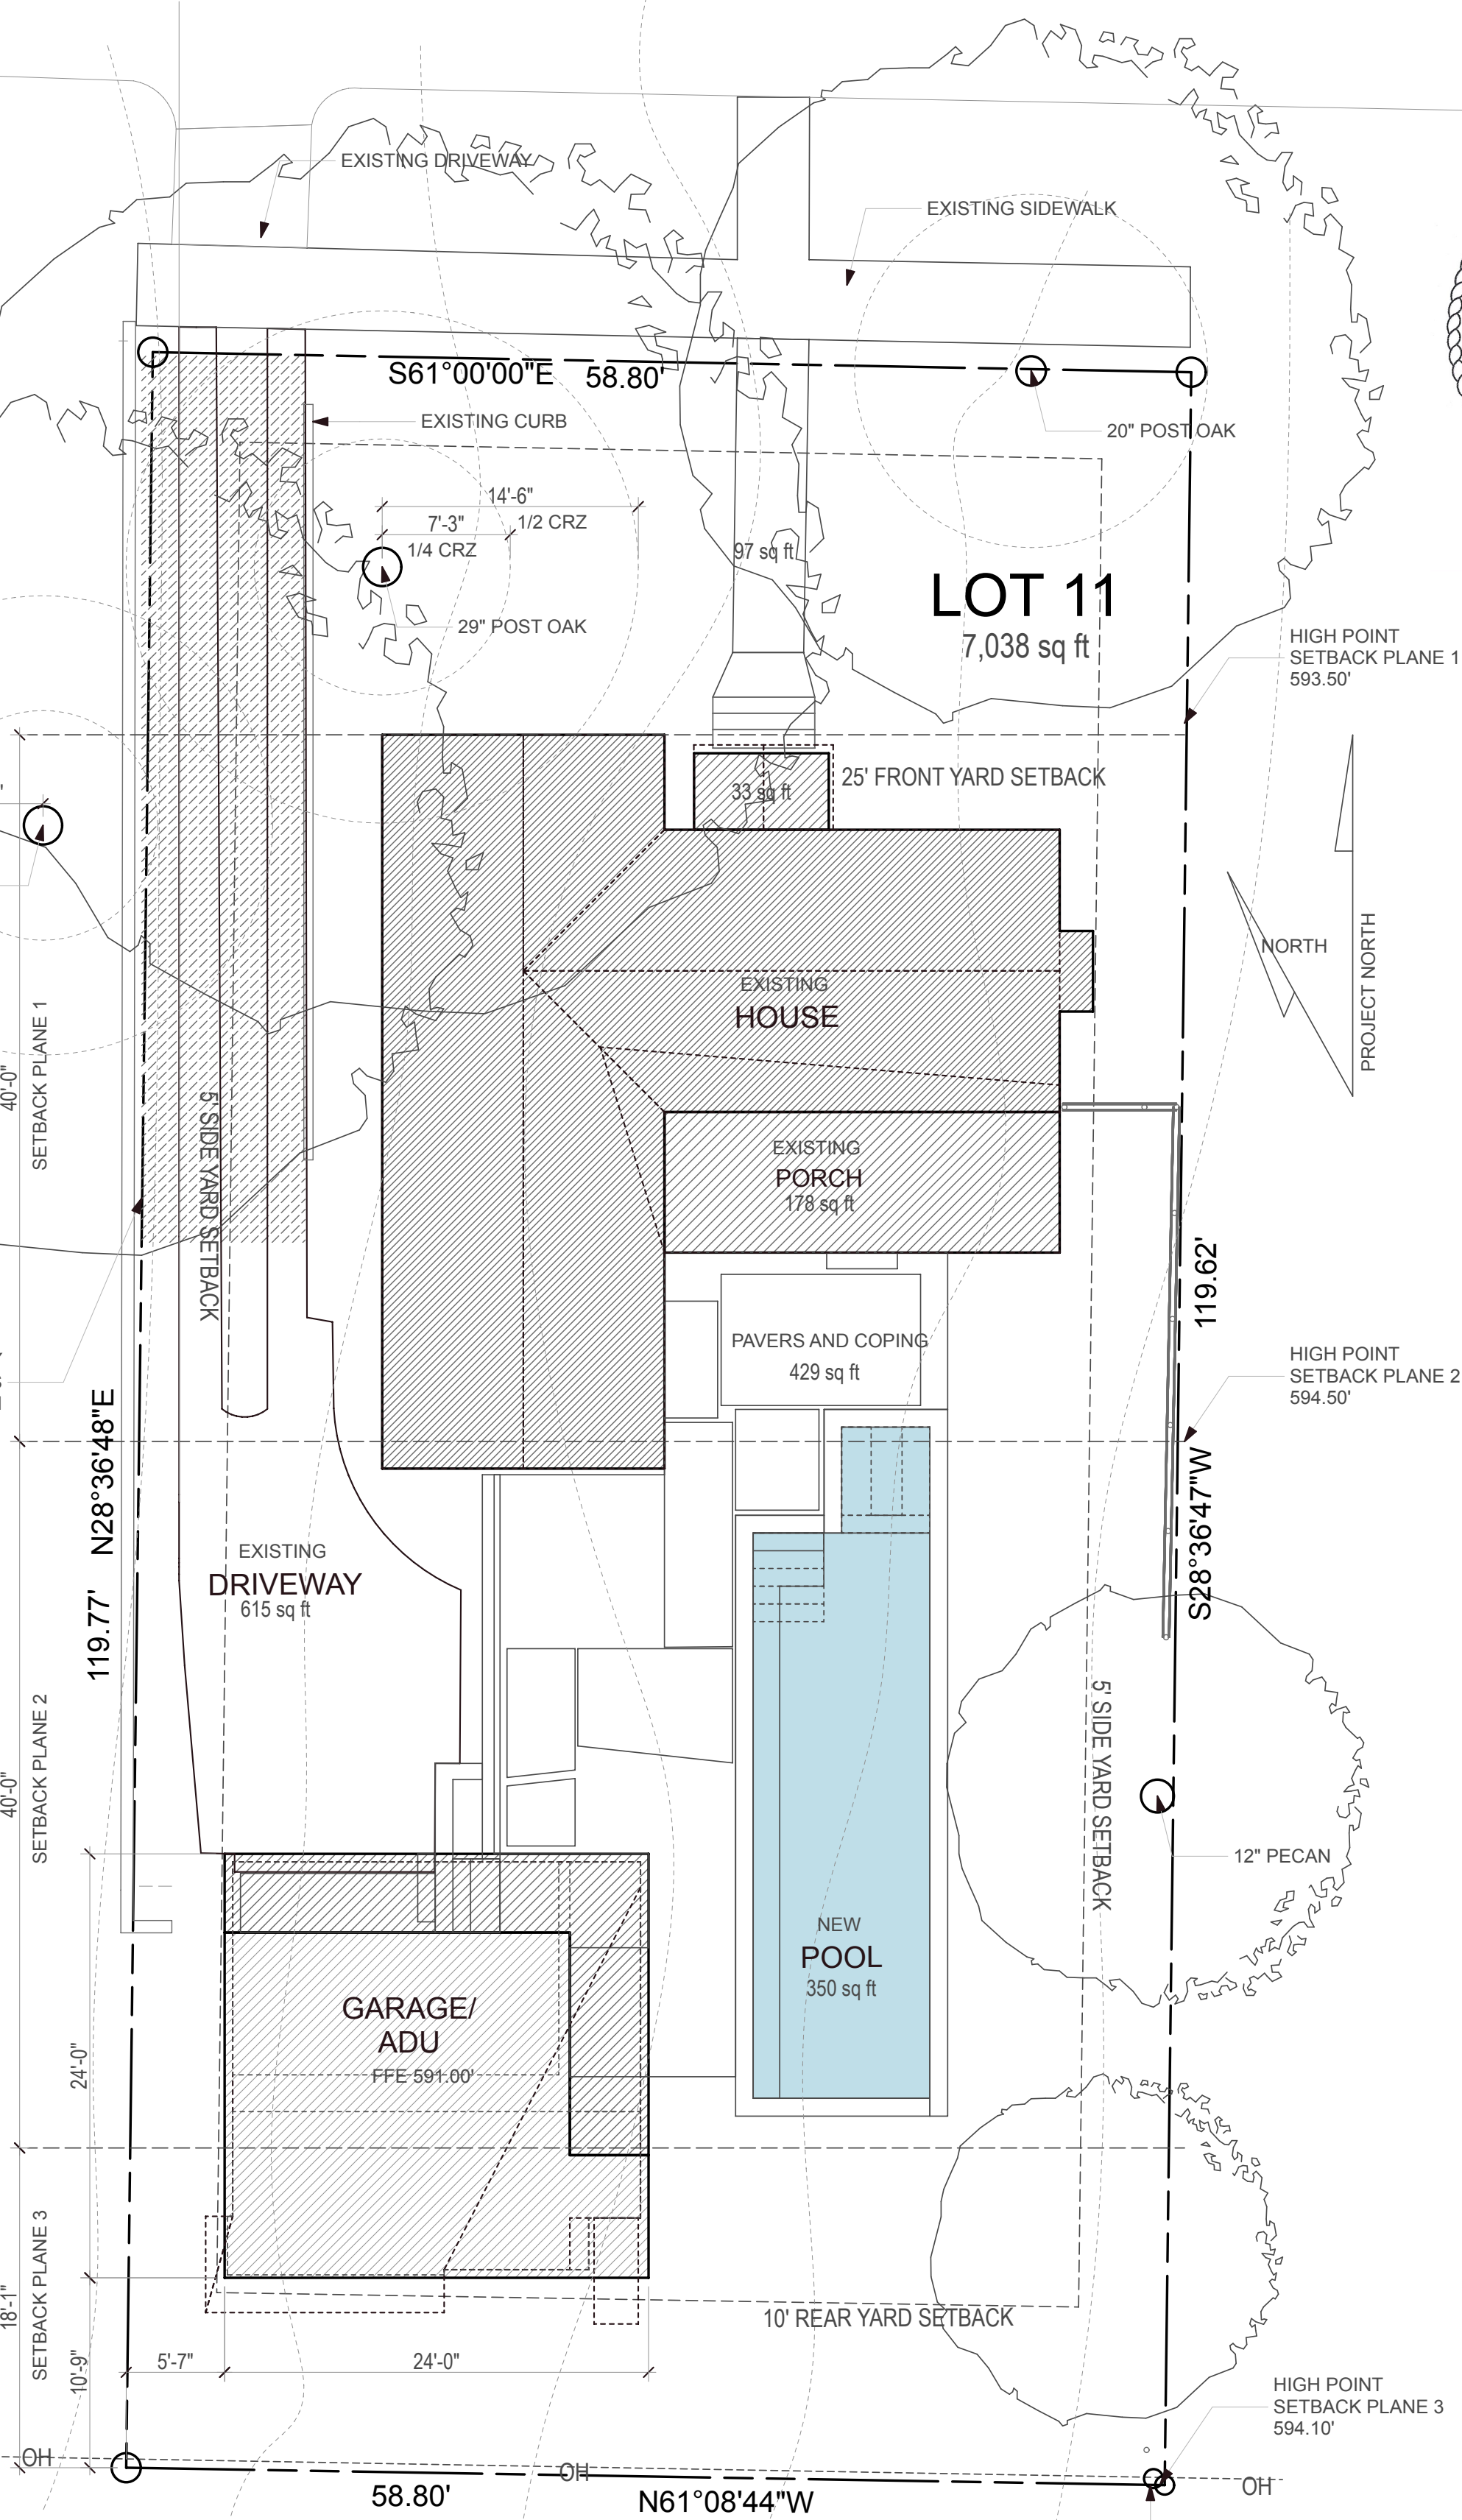 EXISTING DRIVEWAY
EXISTING SIDEWALK
S61°00'00"E 58.80'
EXISTING CURB
20" POST OAK
14'-6"
7'-3"
1/2 CRZ
1/4 CRZ
97 sq ft
LOT 11
7,038 sq ft
29" POST OAK
HIGH POINT
SETBACK PLANE 1
593.50'
25' FRONT YARD SETBACK
33 sq ft
NORTH
PROJECT NORTH
EXISTING
HOUSE
40'-0"
SETBACK PLANE 1
5' SIDE YARD SETBACK
EXISTING
PORCH
178 sq ft
119.62'
S28°36'47"W
PAVERS AND COPING
429 sq ft
HIGH POINT
SETBACK PLANE 2
594.50'
119.77' N28°36'48"E
EXISTING
DRIVEWAY
615 sq ft
40'-0"
SETBACK PLANE 2
5' SIDE YARD SETBACK
12" PECAN
NEW
POOL
350 sq ft
GARAGE/
ADU
FFE 591.00'
24'-0"
18'-1"
SETBACK PLANE 3
10'-9"
5'-7"
24'-0"
10' REAR YARD SETBACK
HIGH POINT
SETBACK PLANE 3
594.10'
OH
OH
OH
58.80'
N61°08'44"W